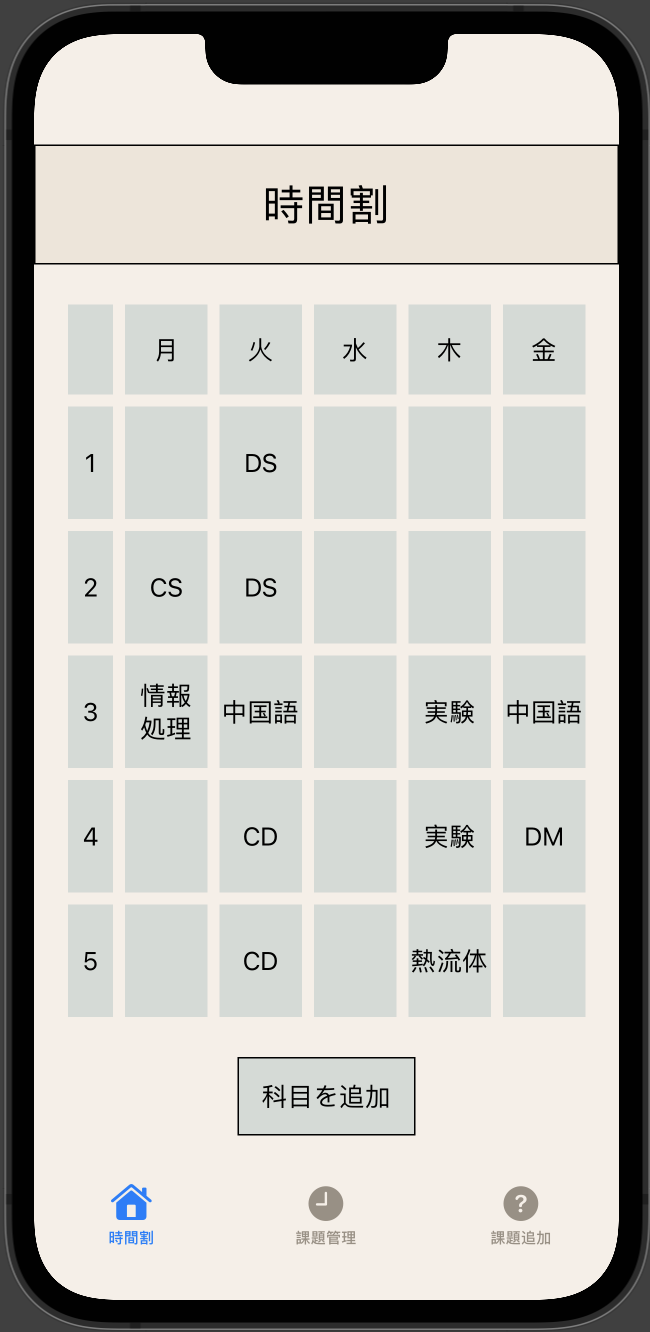 時間割
月 火 水 木 金
1 DS
2 CS DS
3 情報 中国語 実験 中国語
処理
4 CD 実験 DM
5 CD 熱流体
科目を追加
時間割 課題管理 課題追加